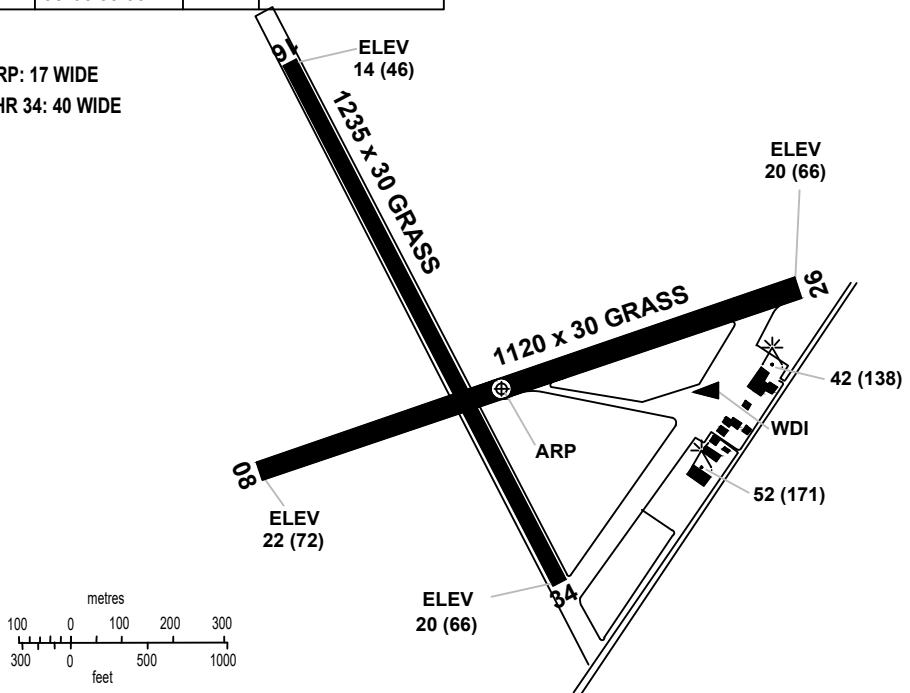 RP: 17 WIDE
HR 34: 40 WIDE
16
ELEV
14 (46)
1235 x 30 GRASS
ELEV
20 (66)
26
1120 x 30 GRASS
42 (138)
WDI
ARP
08
52 (171)
ELEV
22 (72)
34
ELEV
20 (66)
metres
100 0 100 200 300
300 0 500 1000
feet